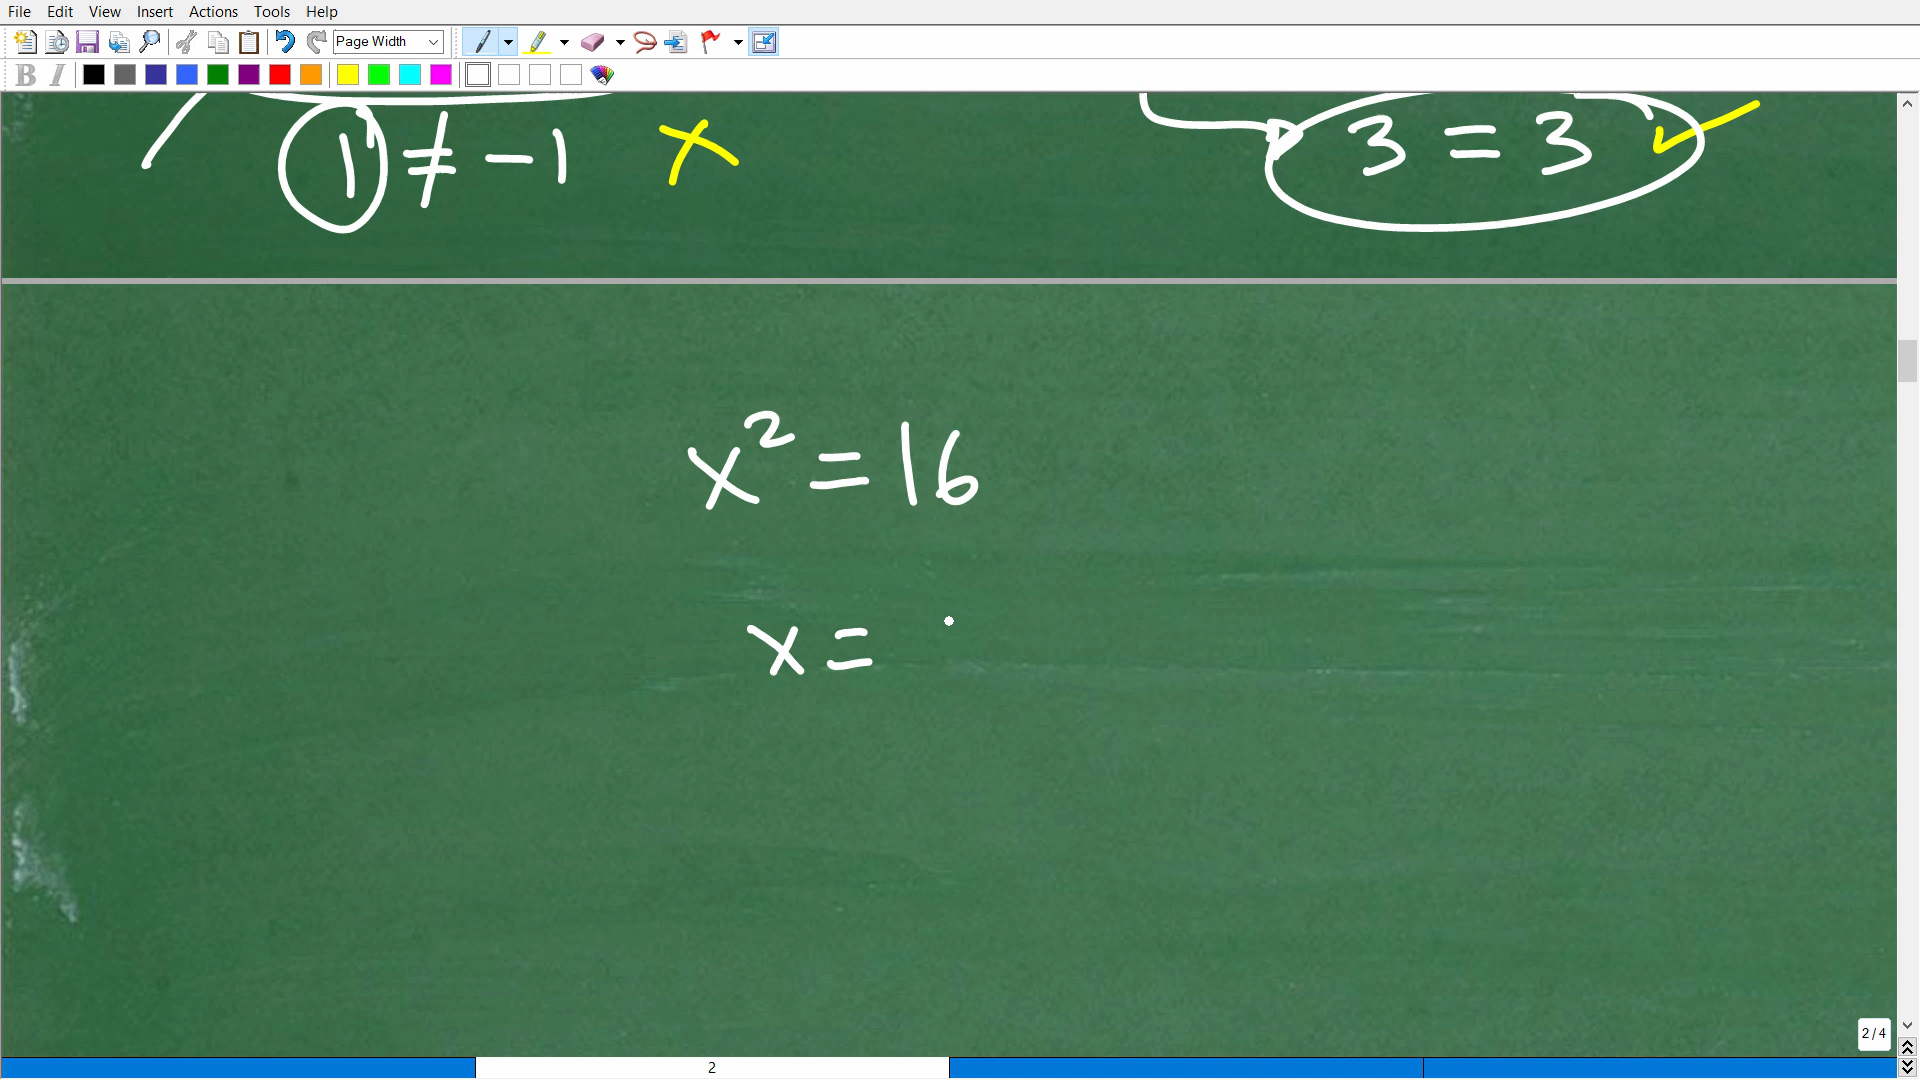 File Edit View Insert Actions Tools Help
Page Width
B I
1 ≠ -1 x
3 = 3 ✓
x² = 16
x =
2 / 4
2